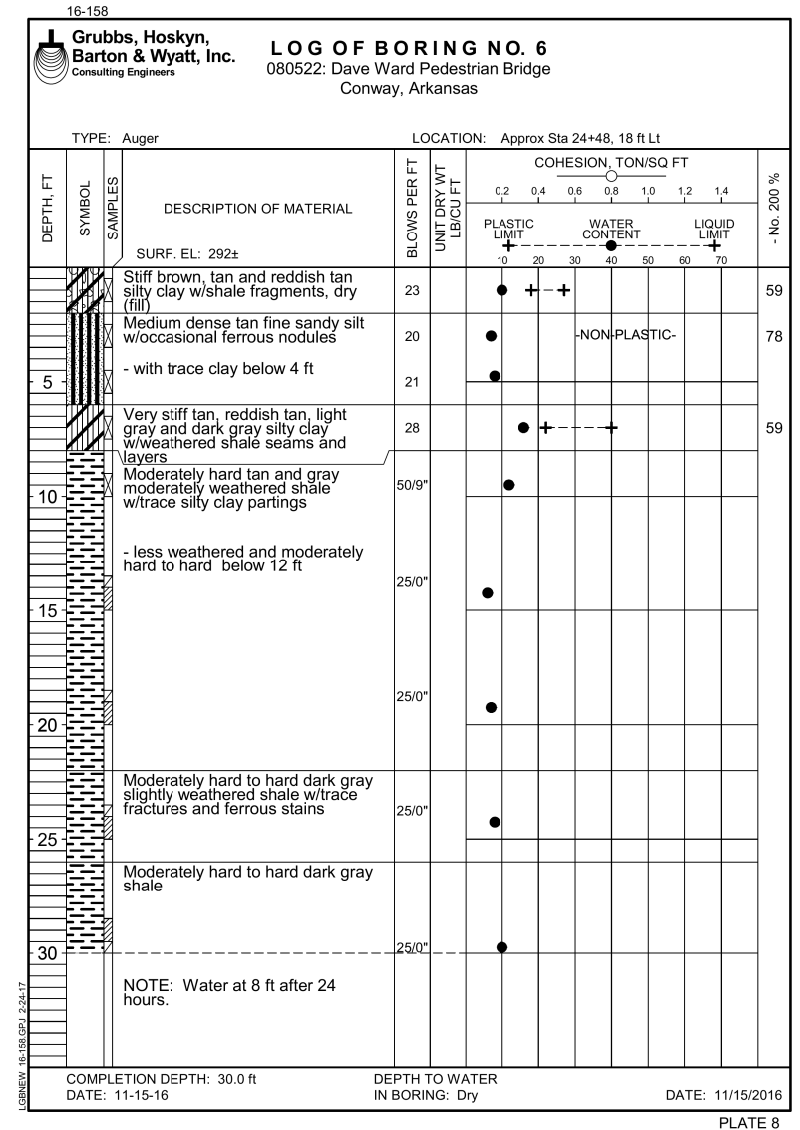 16-158
Grubbs, Hoskyn,
Barton & Wyatt, Inc.
Consulting Engineers
LOG OF BORING NO. 6
080522: Dave Ward Pedestrian Bridge
Conway, Arkansas
TYPE: Auger
LOCATION: Approx Sta 24+48, 18 ft Lt
DEPTH, FT
SYMBOL
SAMPLES
DESCRIPTION OF MATERIAL
SURF. EL: 292±
BLOWS PER FT
UNIT DRY WT
LB/CU FT
COHESION, TON/SQ FT
0.2 0.4 0.6 0.8 1.0 1.2 1.4
PLASTIC
LIMIT
WATER
CONTENT
LIQUID
LIMIT
10 20 30 40 50 60 70
- No. 200 %
Stiff brown, tan and reddish tan
silty clay w/shale fragments, dry
(fill)
23
59
Medium dense tan fine sandy silt
w/occasional ferrous nodules
20
-NON-PLASTIC-
78
- with trace clay below 4 ft
5
21
Very stiff tan, reddish tan, light
gray and dark gray silty clay
w/weathered shale seams and
layers
28
59
Moderately hard tan and gray
moderately weathered shale
w/trace silty clay partings
50/9"
10
- less weathered and moderately
hard to hard below 12 ft
25/0"
15
25/0"
20
Moderately hard to hard dark gray
slightly weathered shale w/trace
fractures and ferrous stains
25/0"
25
Moderately hard to hard dark gray
shale
25/0"
30
NOTE: Water at 8 ft after 24
hours.
LGBNEW 16-158.GPJ 2-24-17
COMPLETION DEPTH: 30.0 ft
DATE: 11-15-16
DEPTH TO WATER
IN BORING: Dry
DATE: 11/15/2016
PLATE 8